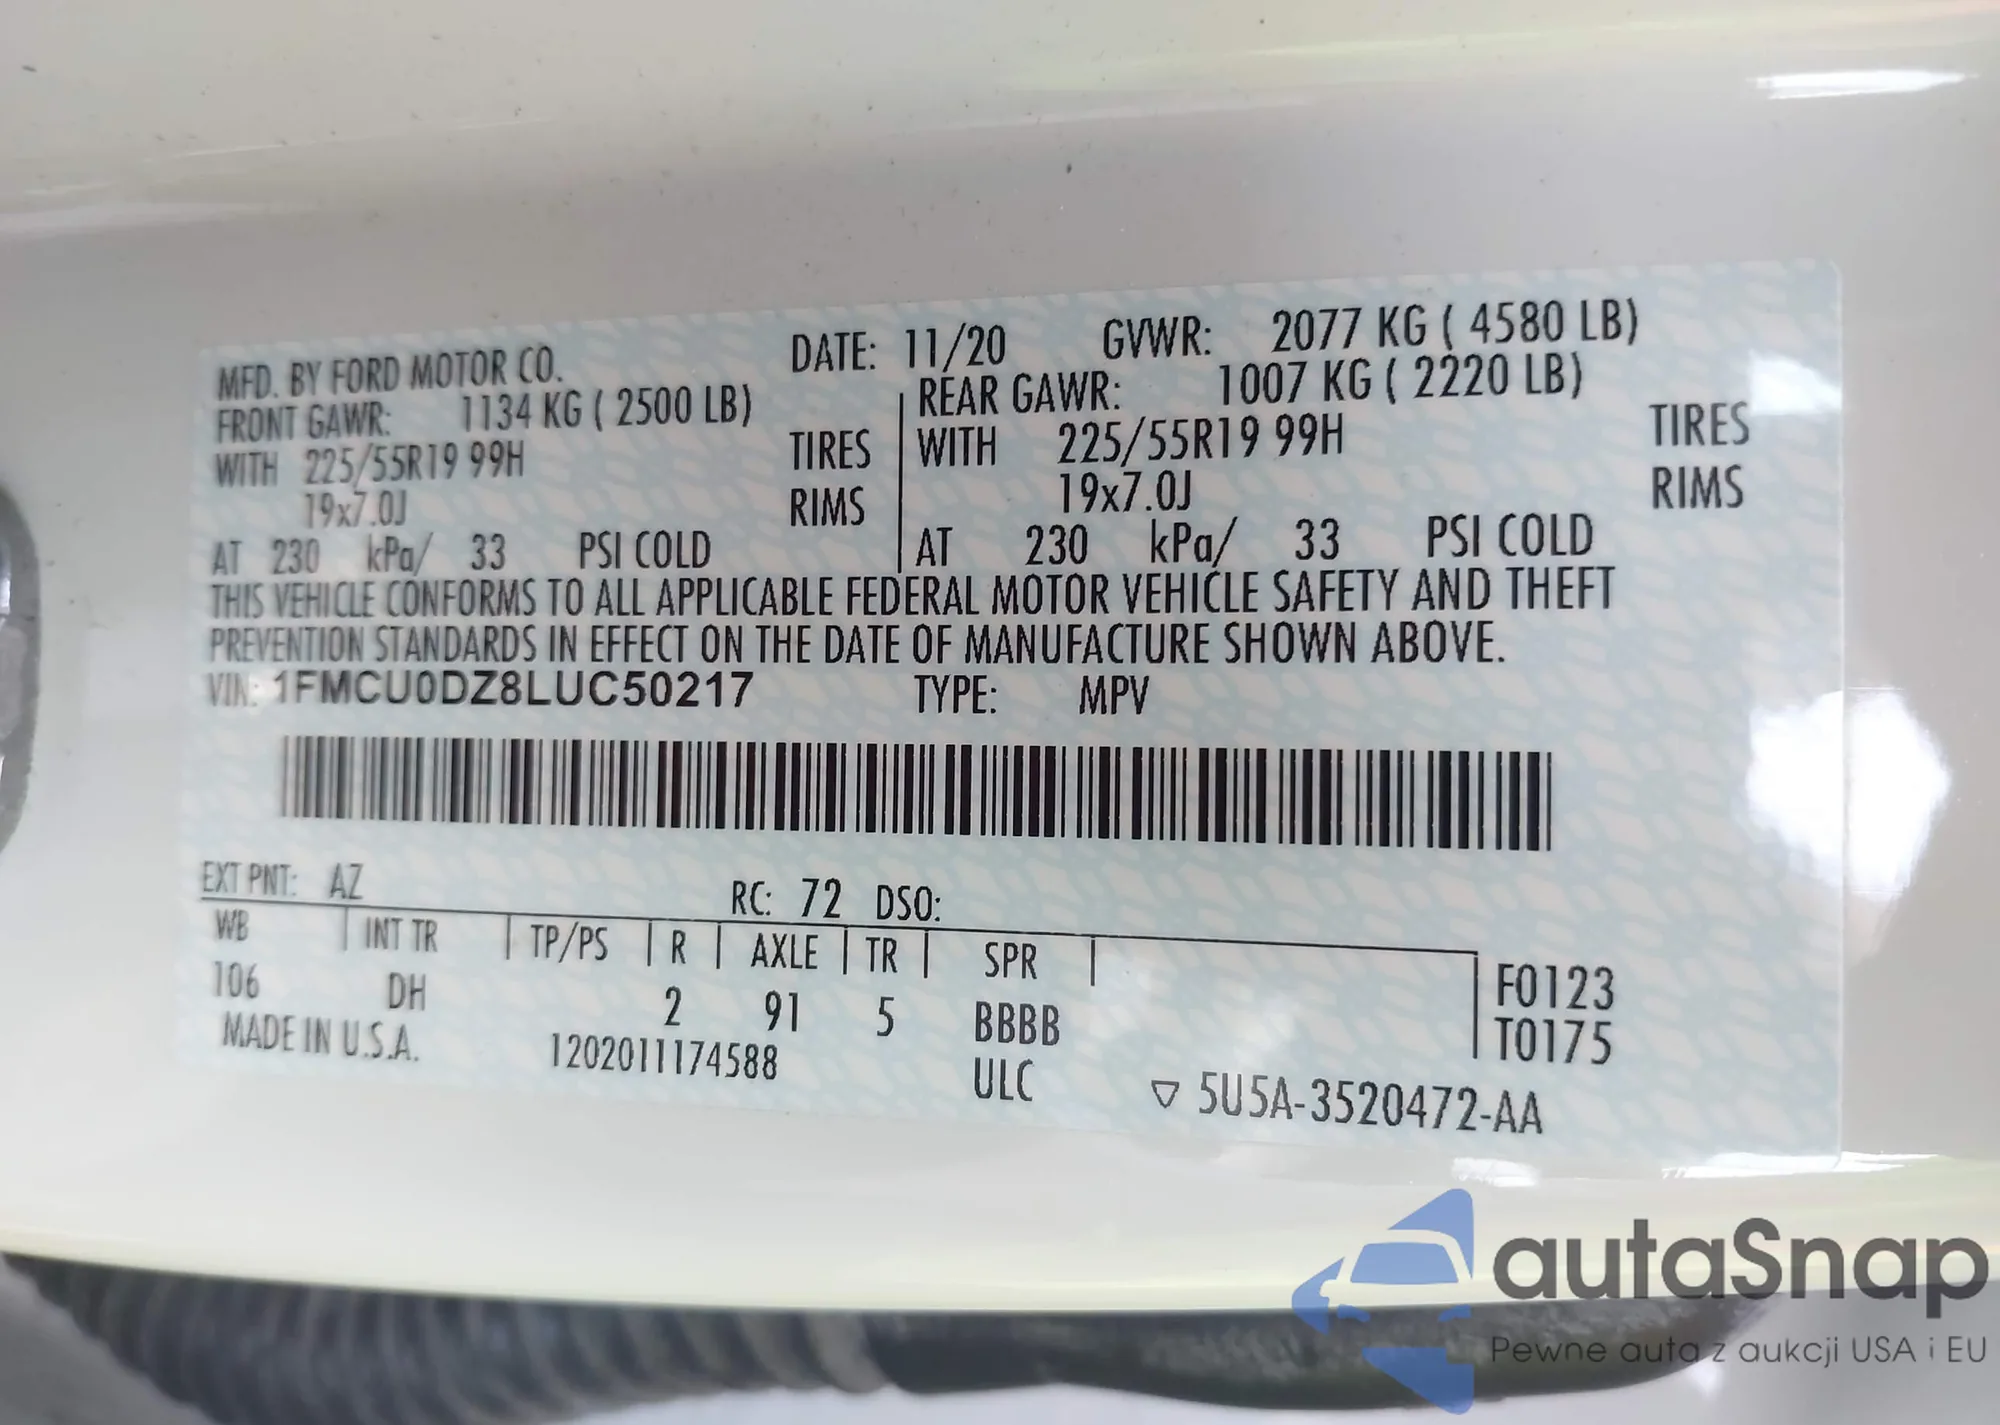 MFD. BY FORD MOTOR CO. DATE: 11/20 GVWR: 2077 KG ( 4580 LB)
FRONT GAWR: 1134 KG ( 2500 LB) REAR GAWR: 1007 KG ( 2220 LB)
WITH 225/55R19 99H TIRES WITH 225/55R19 99H TIRES
19x7.0J RIMS 19x7.0J RIMS
AT 230 kPa/ 33 PSI COLD AT 230 kPa/ 33 PSI COLD
THIS VEHICLE CONFORMS TO ALL APPLICABLE FEDERAL MOTOR VEHICLE SAFETY AND THEFT
PREVENTION STANDARDS IN EFFECT ON THE DATE OF MANUFACTURE SHOWN ABOVE.
VIN: 1FMCU0DZ8LUC50217 TYPE: MPV
EXT PNT: AZ RC: 72 DSO:
WB INT TR TP/PS R AXLE TR SPR F0123
106 DH 2 91 5 BBBB T0175
MADE IN U.S.A. 1202011174588 ULC ▽ 5U5A-3520472-AA
autaSnap
Pewne auta z aukcji USA i EU